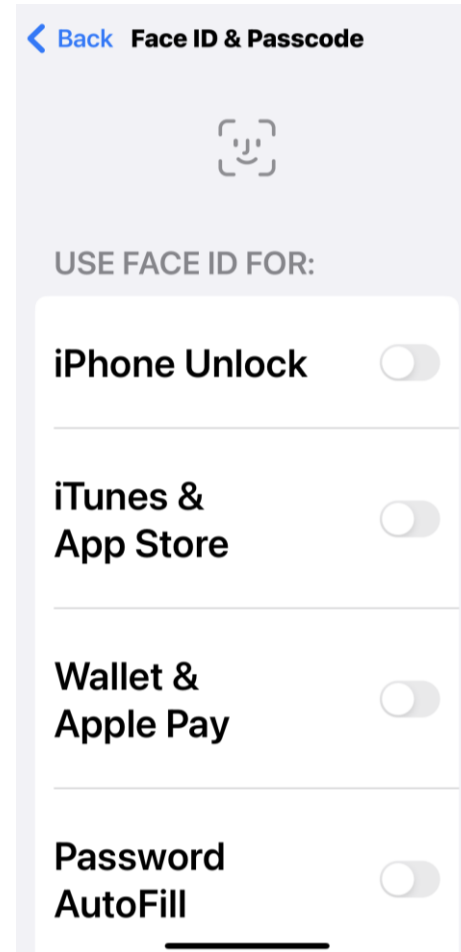 Back Face ID & Passcode
USE FACE ID FOR:
iPhone Unlock
iTunes &
App Store
Wallet &
Apple Pay
Password
AutoFill